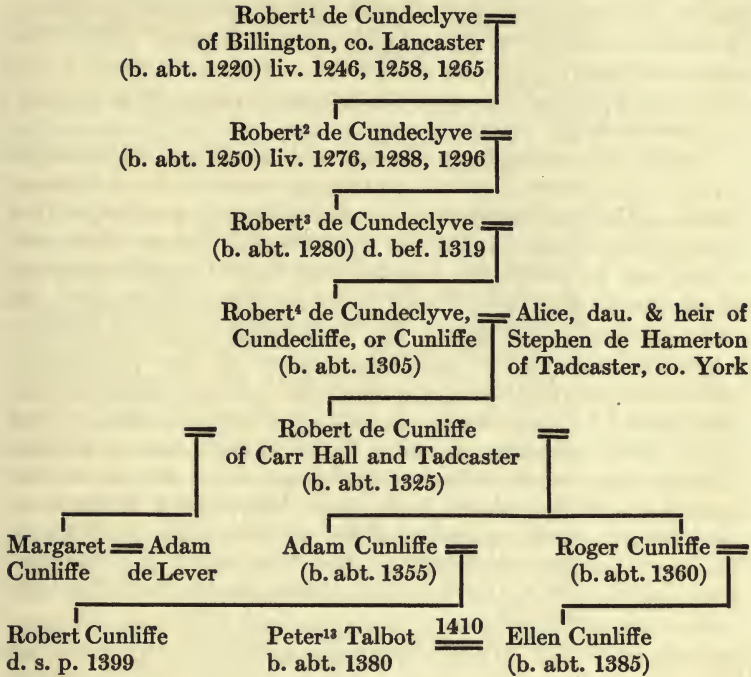 Robert¹ de Cundeclyve
of Billington, co. Lancaster
(b. abt. 1220) liv. 1246, 1258, 1265
Robert² de Cundeclyve
(b. abt. 1250) liv. 1276, 1288, 1296
Robert³ de Cundeclyve
(b. abt. 1280) d. bef. 1319
Robert⁴ de Cundeclyve,
Cundecliffe, or Cunliffe
(b. abt. 1305)
Alice, dau. & heir of
Stephen de Hamerton
of Tadcaster, co. York
Robert de Cunliffe
of Carr Hall and Tadcaster
(b. abt. 1325)
Margaret
Cunliffe
Adam
de Lever
Adam Cunliffe
(b. abt. 1355)
Roger Cunliffe
(b. abt. 1360)
Robert Cunliffe
d. s. p. 1399
Peter¹³ Talbot
b. abt. 1380
1410
Ellen Cunliffe
(b. abt. 1385)